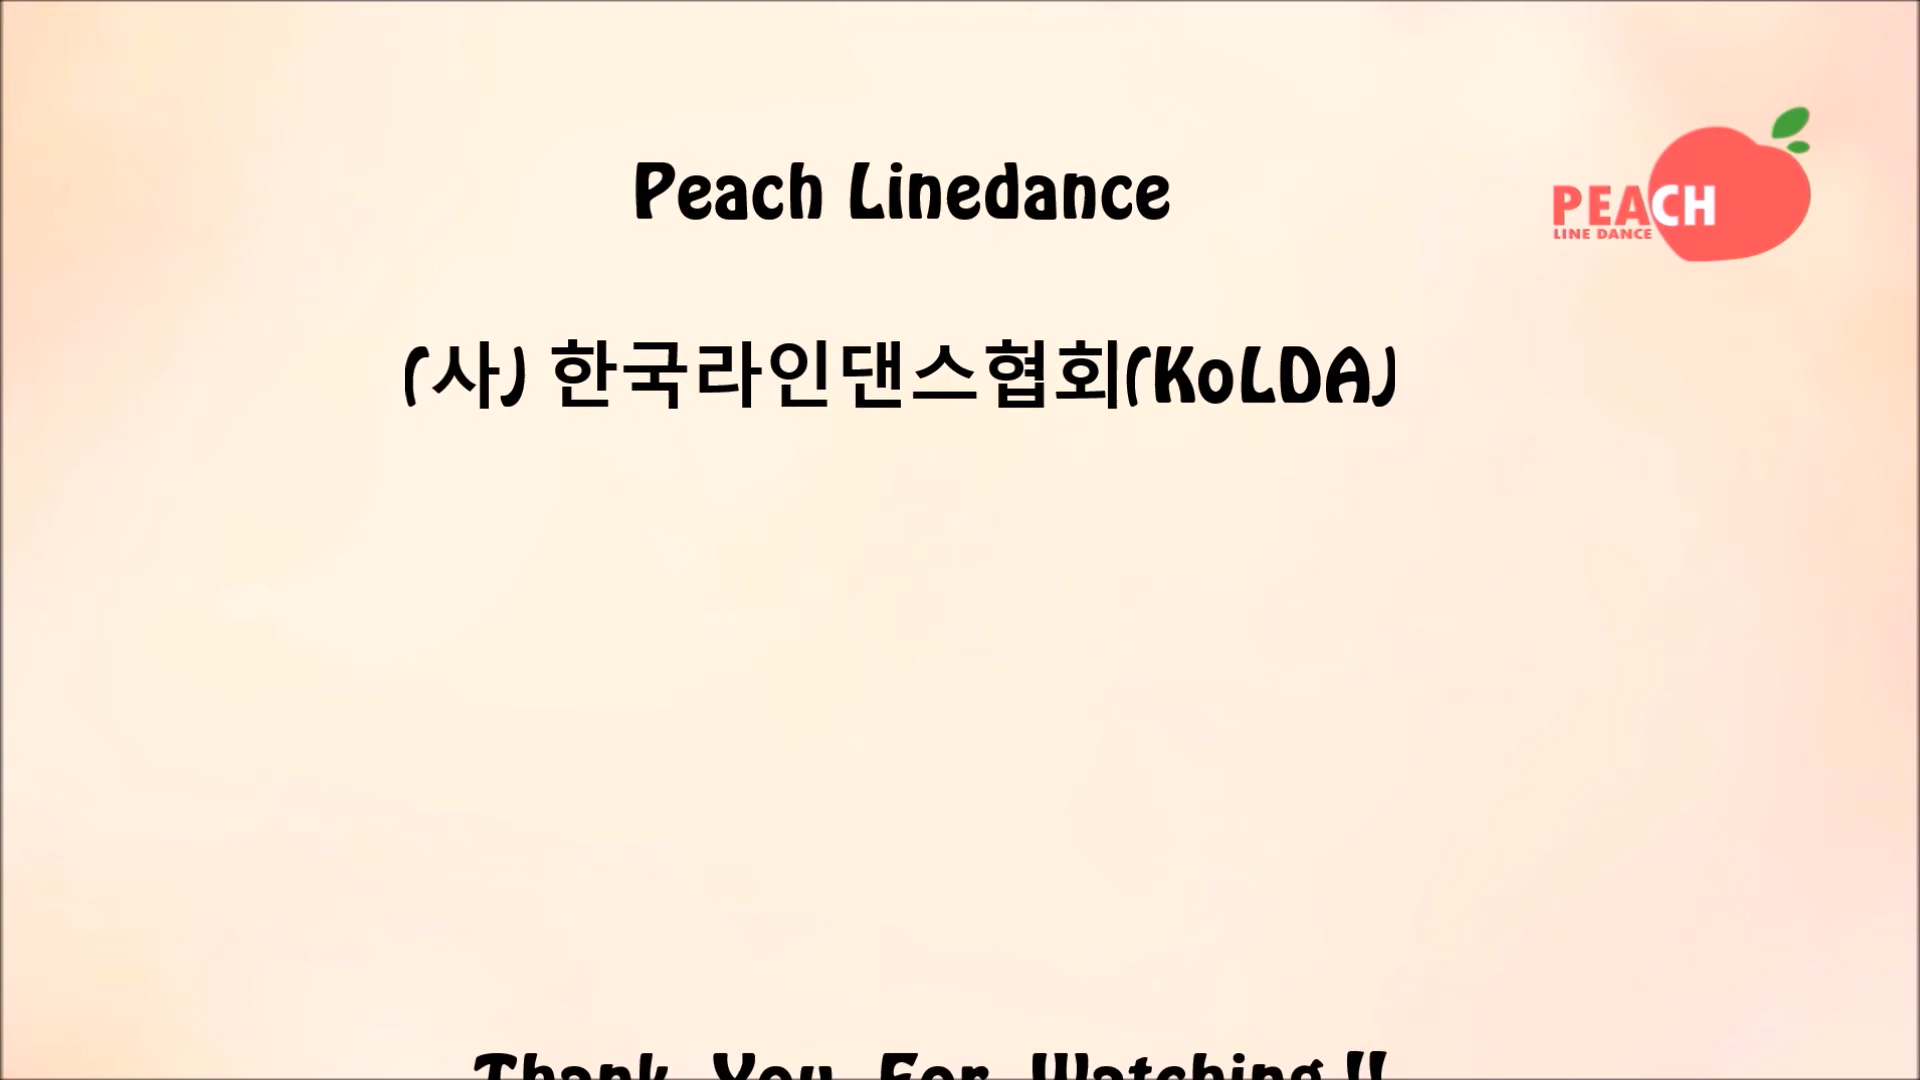 Peach Linedance
PEACH
LINE DANCE
(사) 한국라인댄스협회(KoLDA)
Thank You For Watching !!